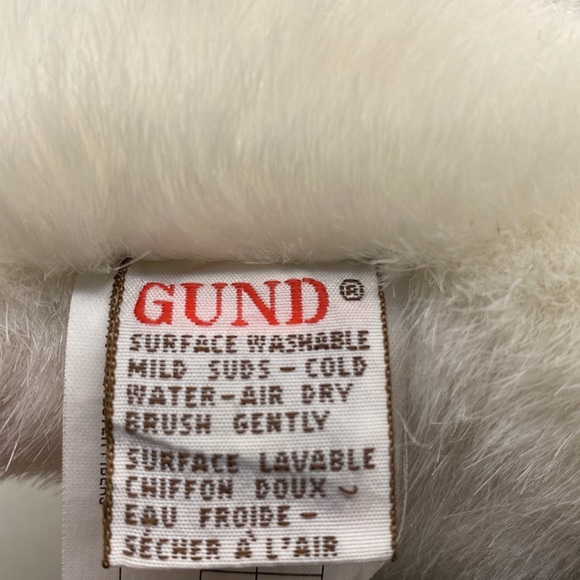 GUND®
SURFACE WASHABLE
MILD SUDS - COLD
WATER-AIR DRY
BRUSH GENTLY
SURFACE LAVABLE
CHIFFON DOUX -
EAU FROIDE -
SÉCHER À L'AIR